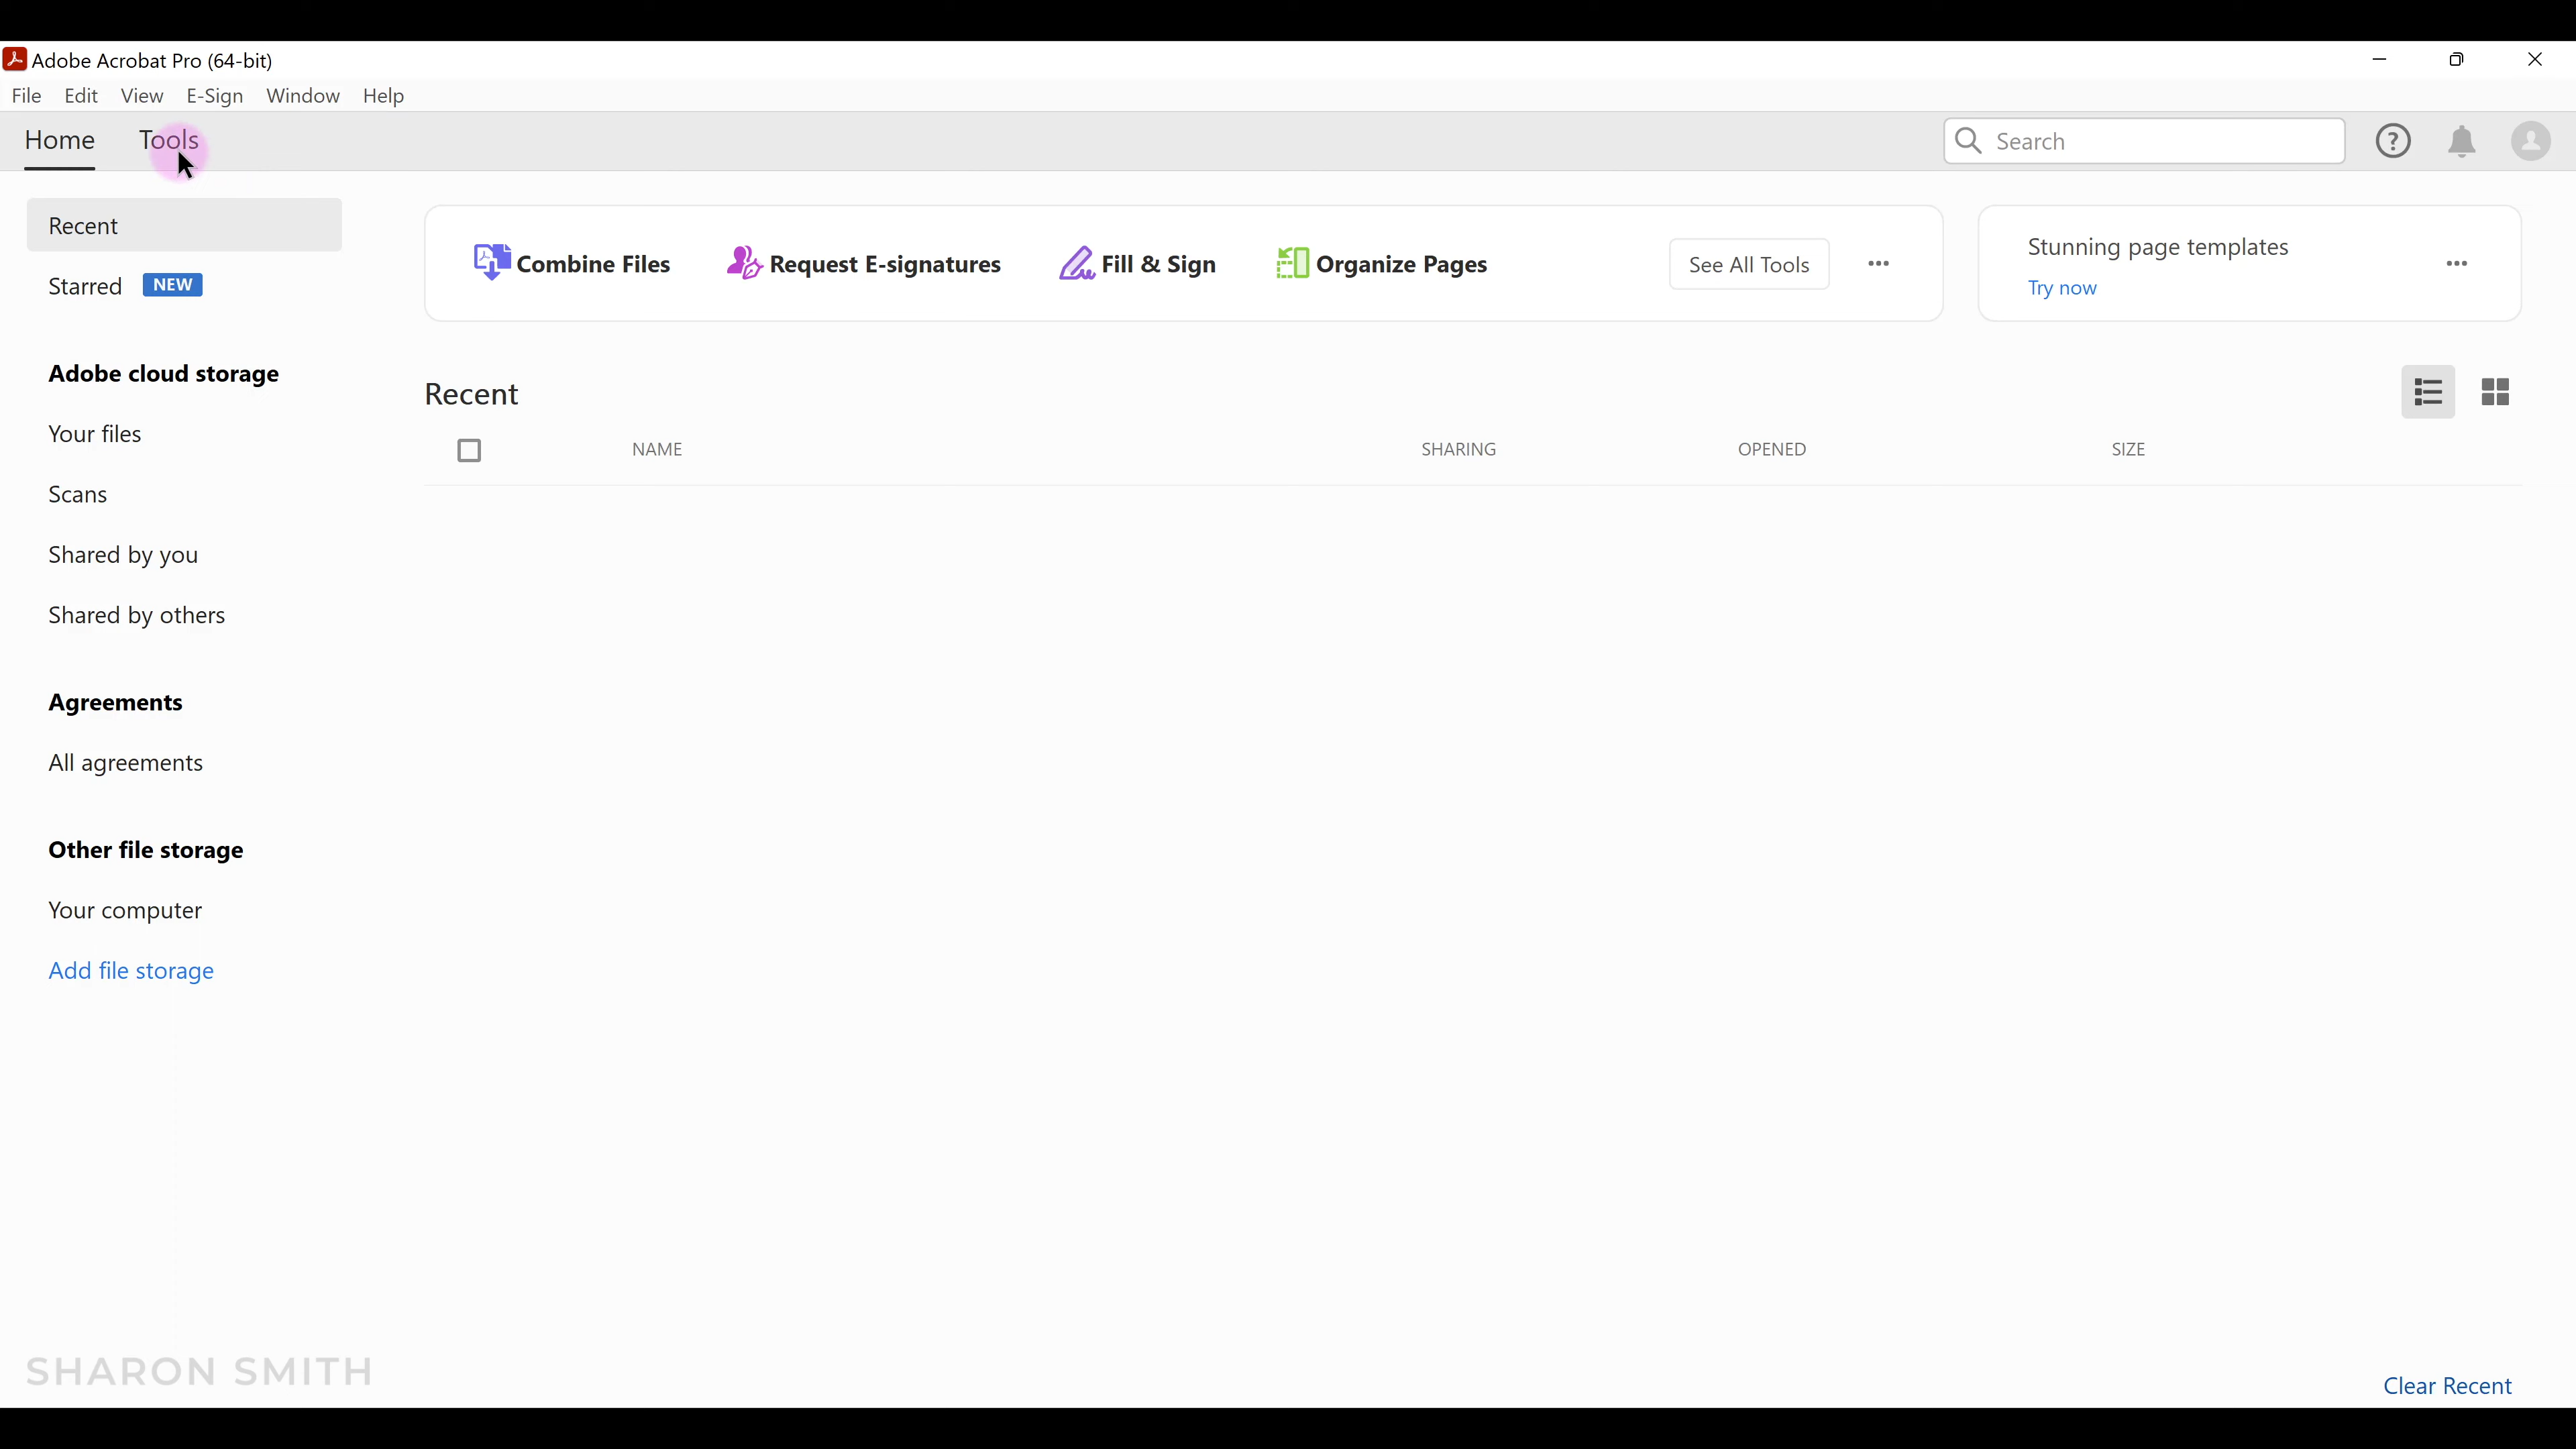 Adobe Acrobat Pro (64-bit)
File Edit View E-Sign Window Help
Home Tools Search
Recent
Starred NEW
Adobe cloud storage
Your files
Scans
Shared by you
Shared by others
Agreements
All agreements
Other file storage
Your computer
Add file storage
Combine Files Request E-signatures Fill & Sign Organize Pages See All Tools
Stunning page templates
Try now
Recent
NAME SHARING OPENED SIZE
SHARON SMITH
Clear Recent